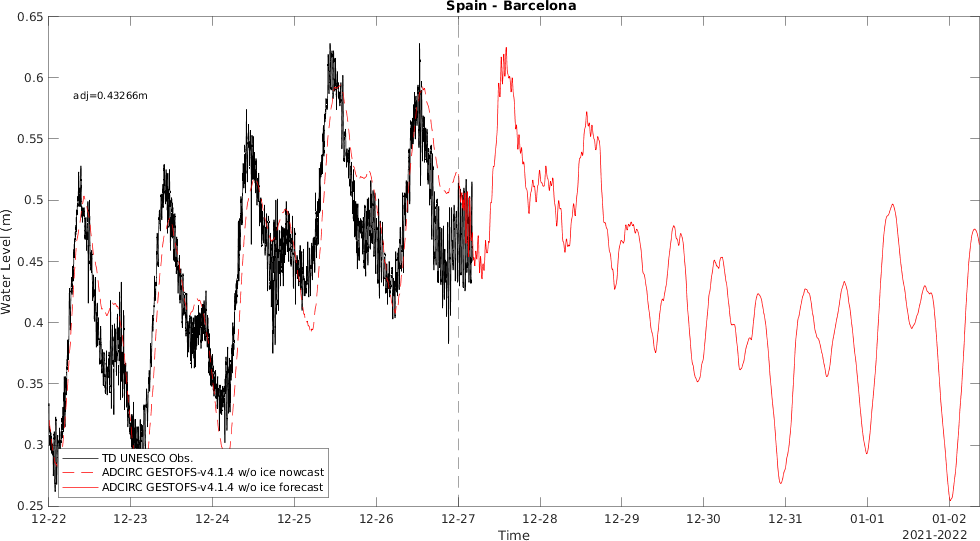 Spain - Barcelona
0.65
0.6
0.55
0.5
0.45
0.4
0.35
0.3
0.25
Water Level (m)
adj=0.43266m
TD UNESCO Obs.
ADCIRC GESTOFS-v4.1.4 w/o ice nowcast
ADCIRC GESTOFS-v4.1.4 w/o ice forecast
12-22 12-23 12-24 12-25 12-26 12-27 12-28 12-29 12-30 12-31 01-01 01-02
Time
2021-2022